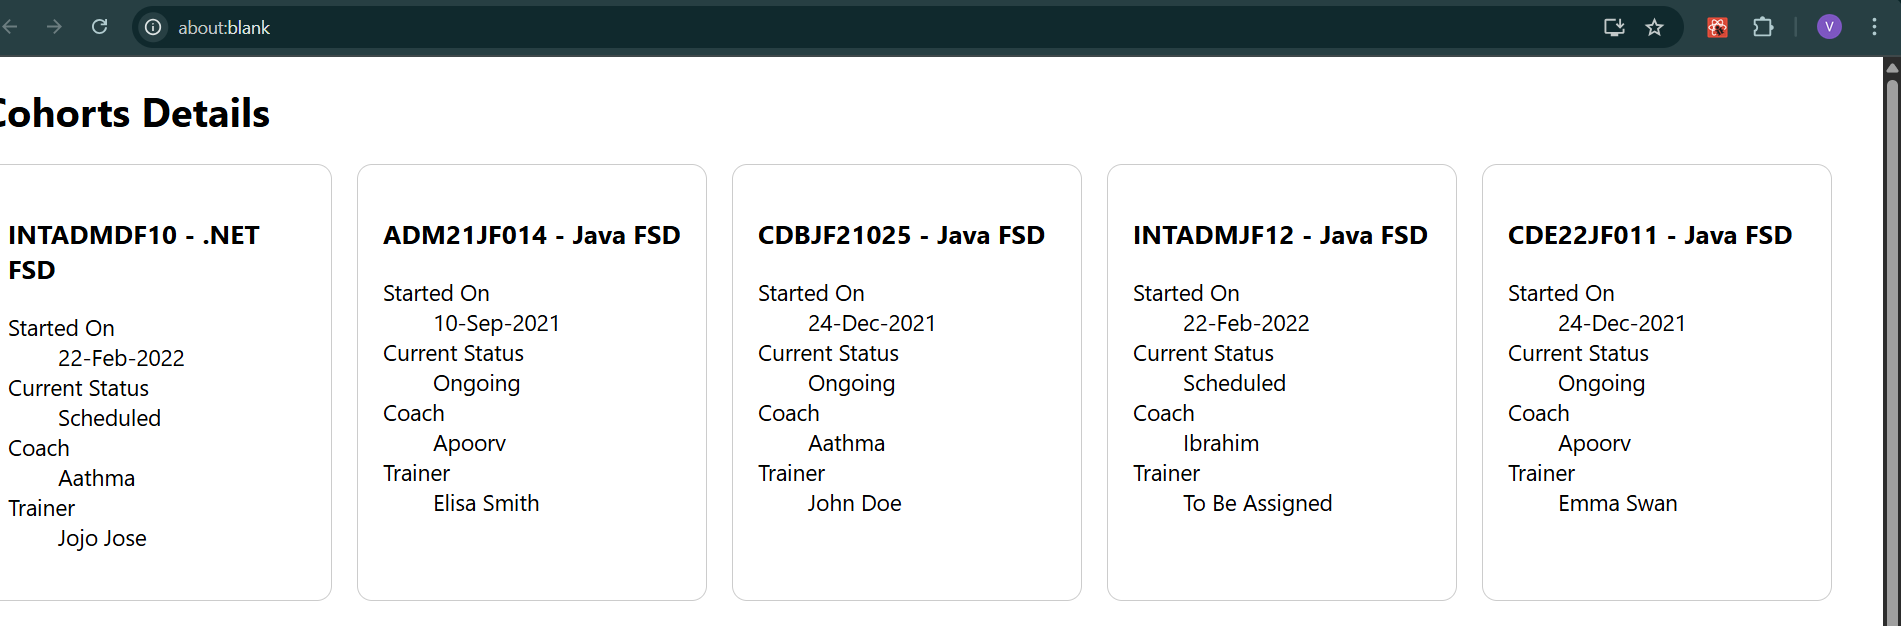 about:blank
V
Cohorts Details
INTADMDF10 - .NET
FSD
Started On
22-Feb-2022
Current Status
Scheduled
Coach
Aathma
Trainer
Jojo Jose
ADM21JF014 - Java FSD
Started On
10-Sep-2021
Current Status
Ongoing
Coach
Apoorv
Trainer
Elisa Smith
CDBJF21025 - Java FSD
Started On
24-Dec-2021
Current Status
Ongoing
Coach
Aathma
Trainer
John Doe
INTADMJF12 - Java FSD
Started On
22-Feb-2022
Current Status
Scheduled
Coach
Ibrahim
Trainer
To Be Assigned
CDE22JF011 - Java FSD
Started On
24-Dec-2021
Current Status
Ongoing
Coach
Apoorv
Trainer
Emma Swan